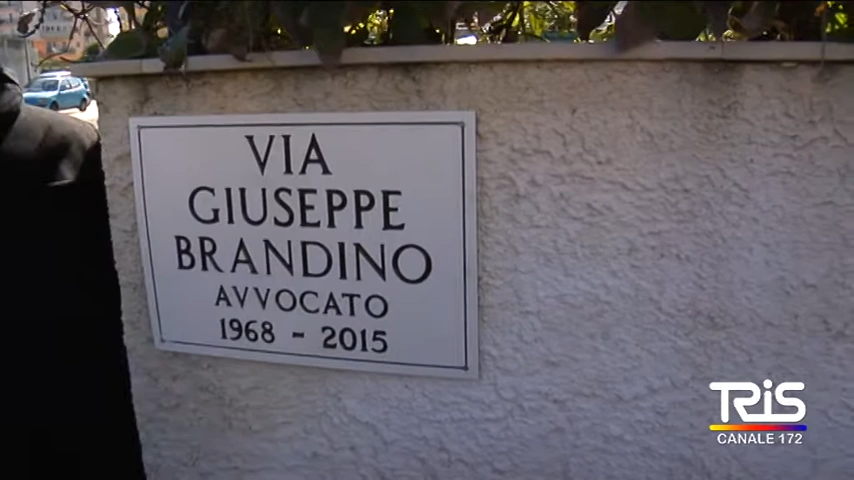 VIA
GIUSEPPE
BRANDINO
AVVOCATO
1968 - 2015
TRiS
CANALE 172